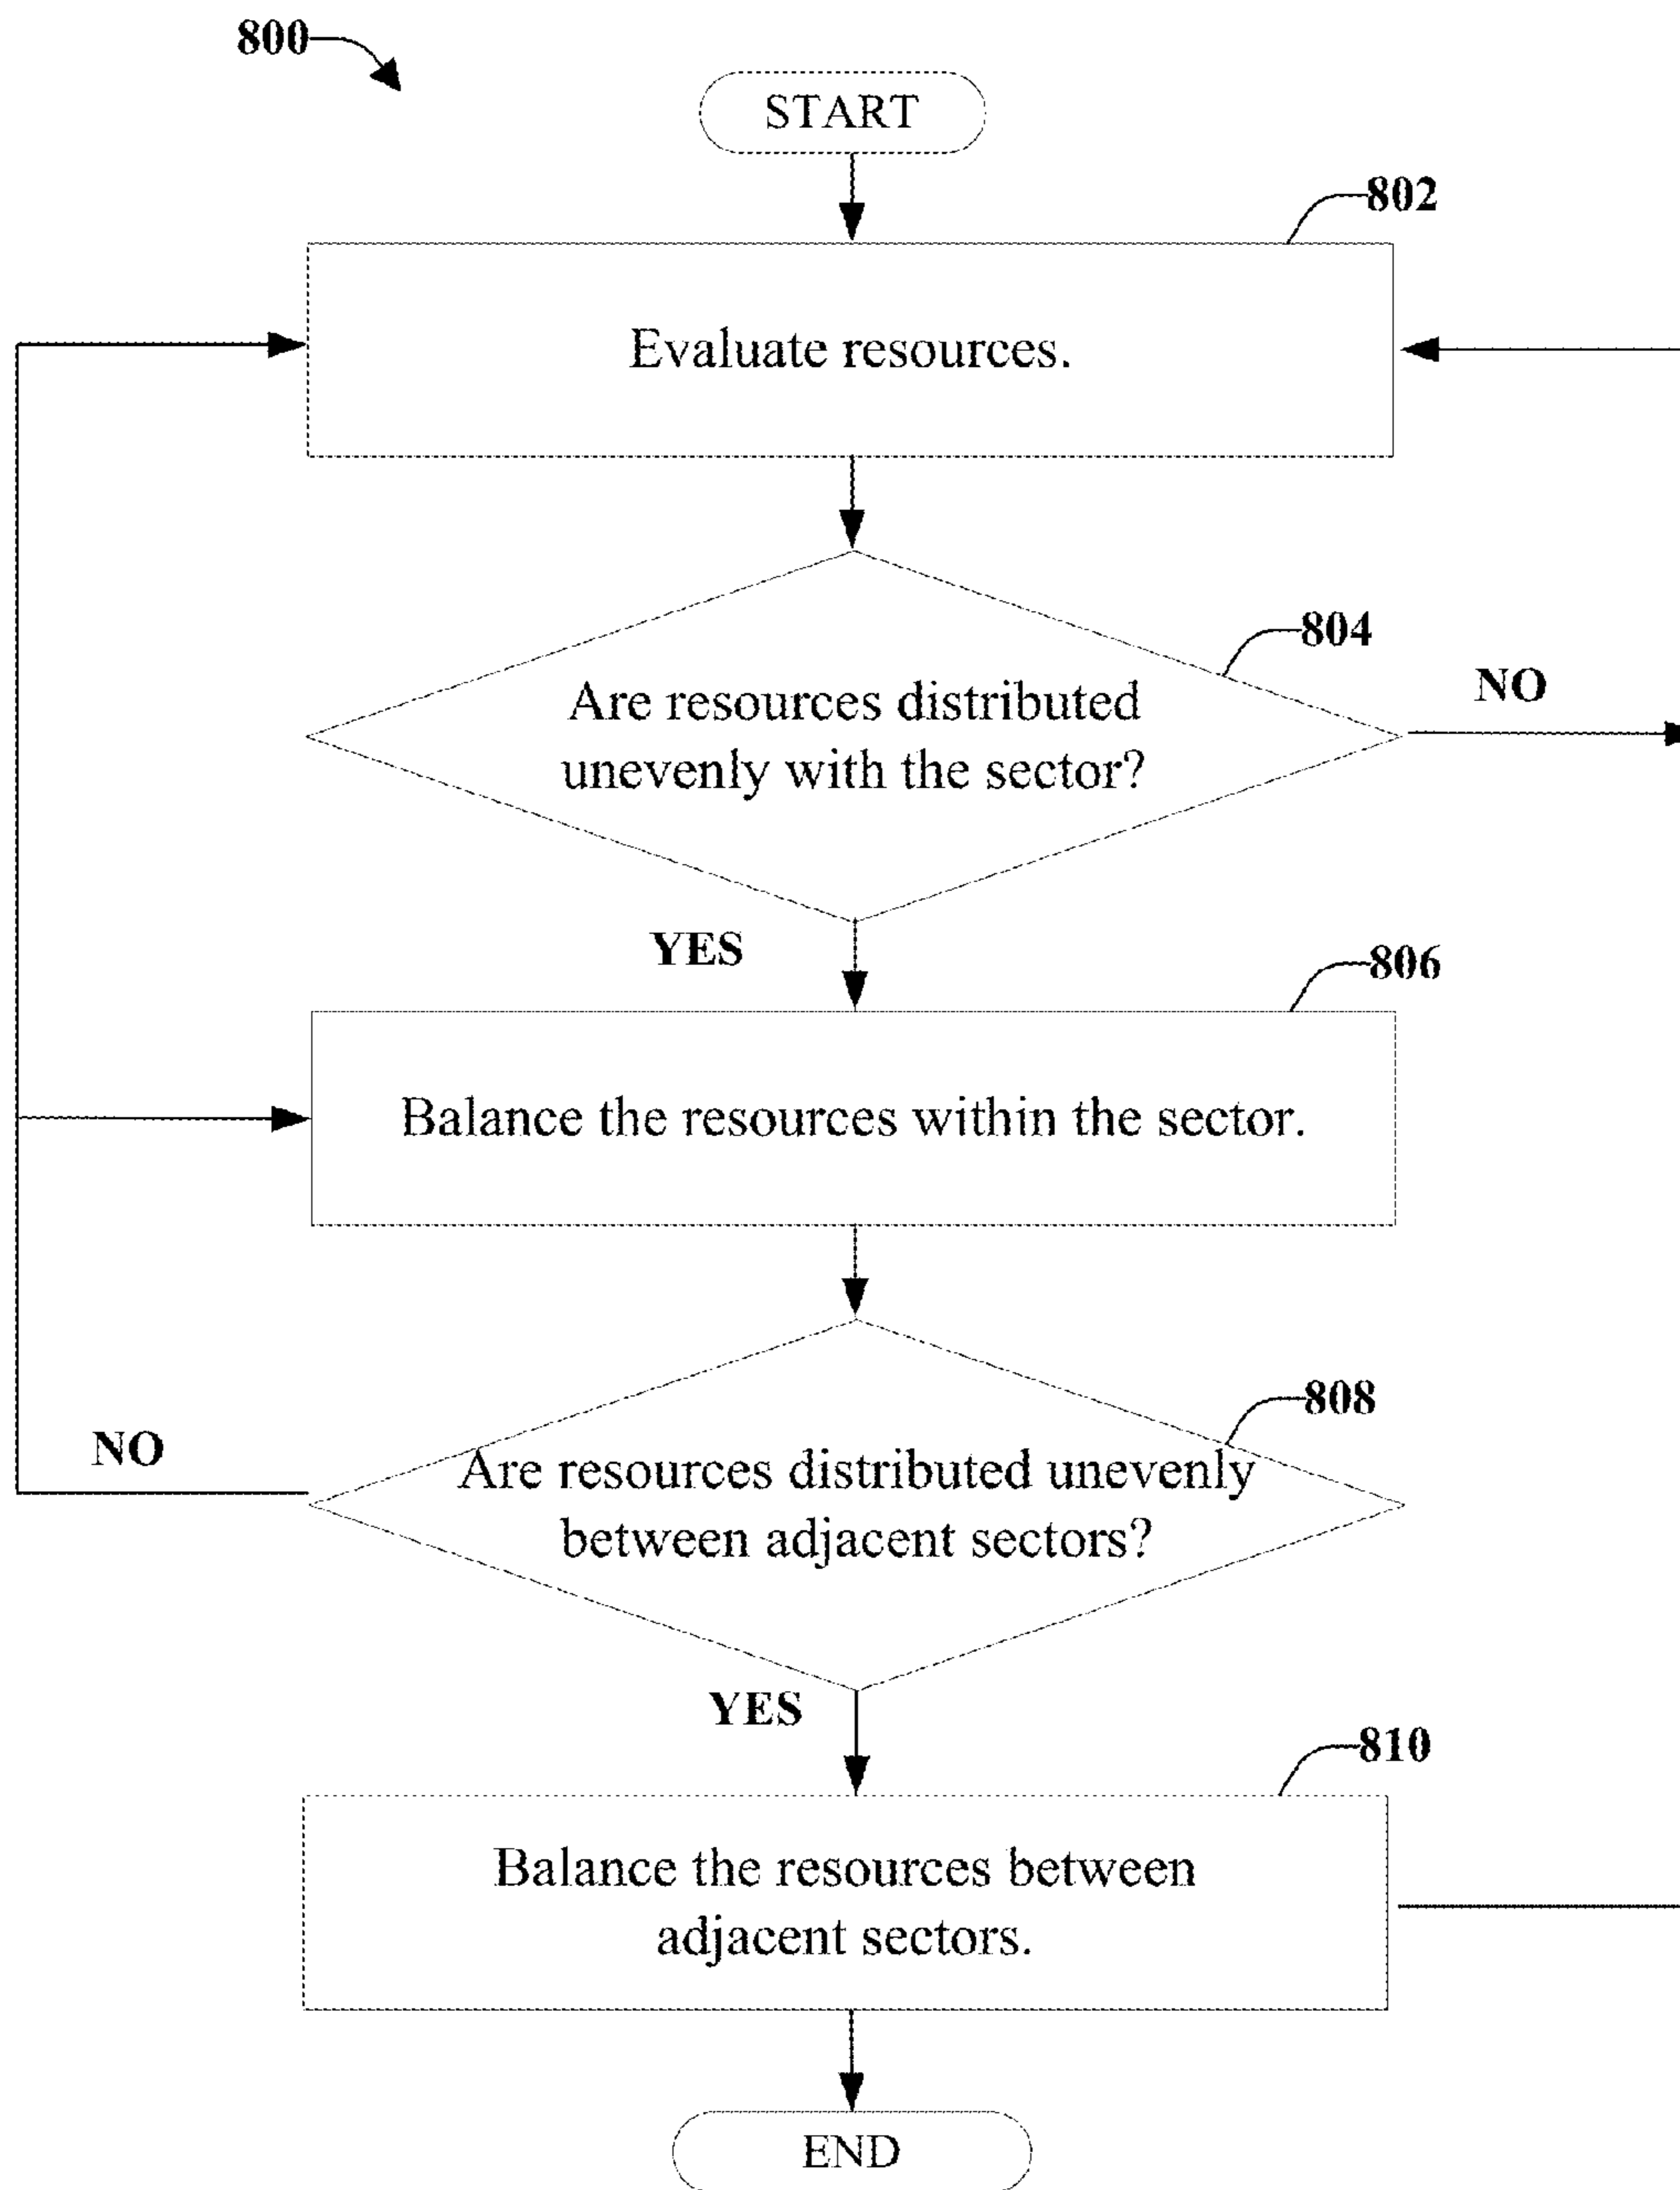 800
START
802
Evaluate resources.
804
Are resources distributed
unevenly with the sector?
NO
YES
806
Balance the resources within the sector.
808
NO
Are resources distributed unevenly
between adjacent sectors?
YES
810
Balance the resources between
adjacent sectors.
END